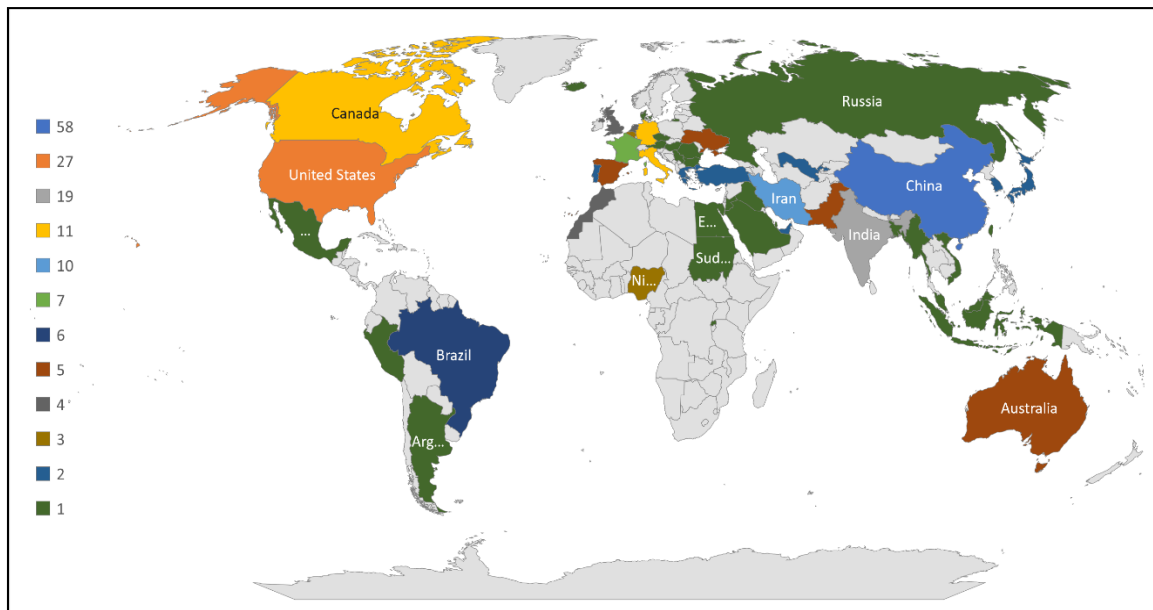 58
27
19
11
10
7
6
5
4
3
2
1
Canada
Russia
United States
China
Iran
...
E...
India
Sud...
Ni...
Brazil
Australia
Arg...